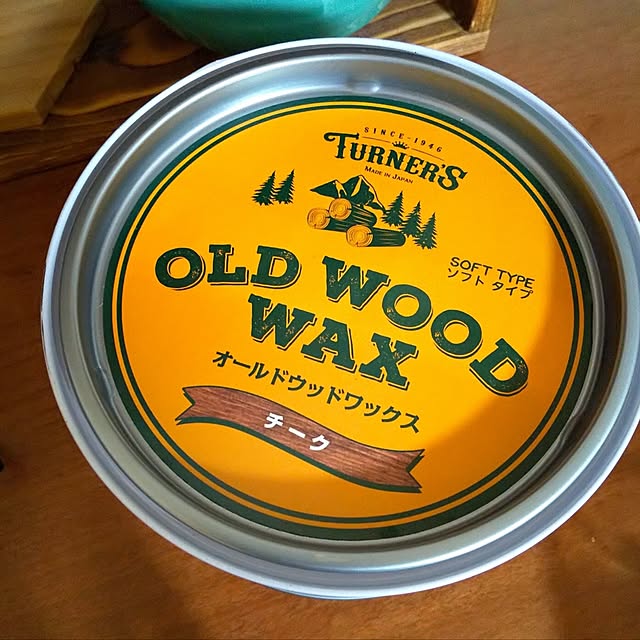 SINCE-1946
TURNER'S
MADE IN JAPAN
SOFT TYPE
ソフト タイプ
OLD WOOD
WAX
オールドウッドワックス
チーク